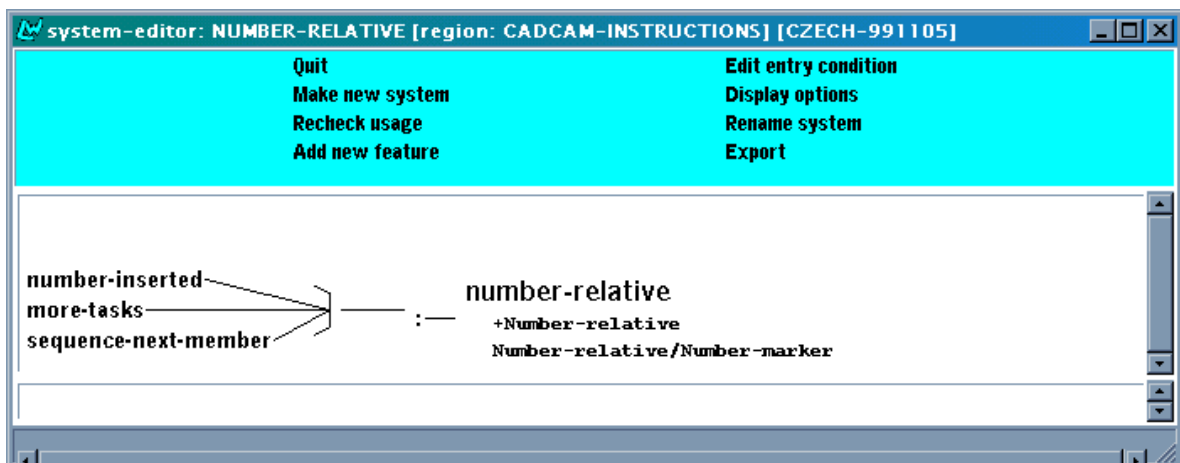 system-editor: NUMBER-RELATIVE [region: CADCAM-INSTRUCTIONS] [CZECH-991105]
Quit
Make new system
Recheck usage
Add new feature
Edit entry condition
Display options
Rename system
Export
number-inserted
more-tasks
sequence-next-member
:
number-relative
+Number-relative
Number-relative/Number-marker